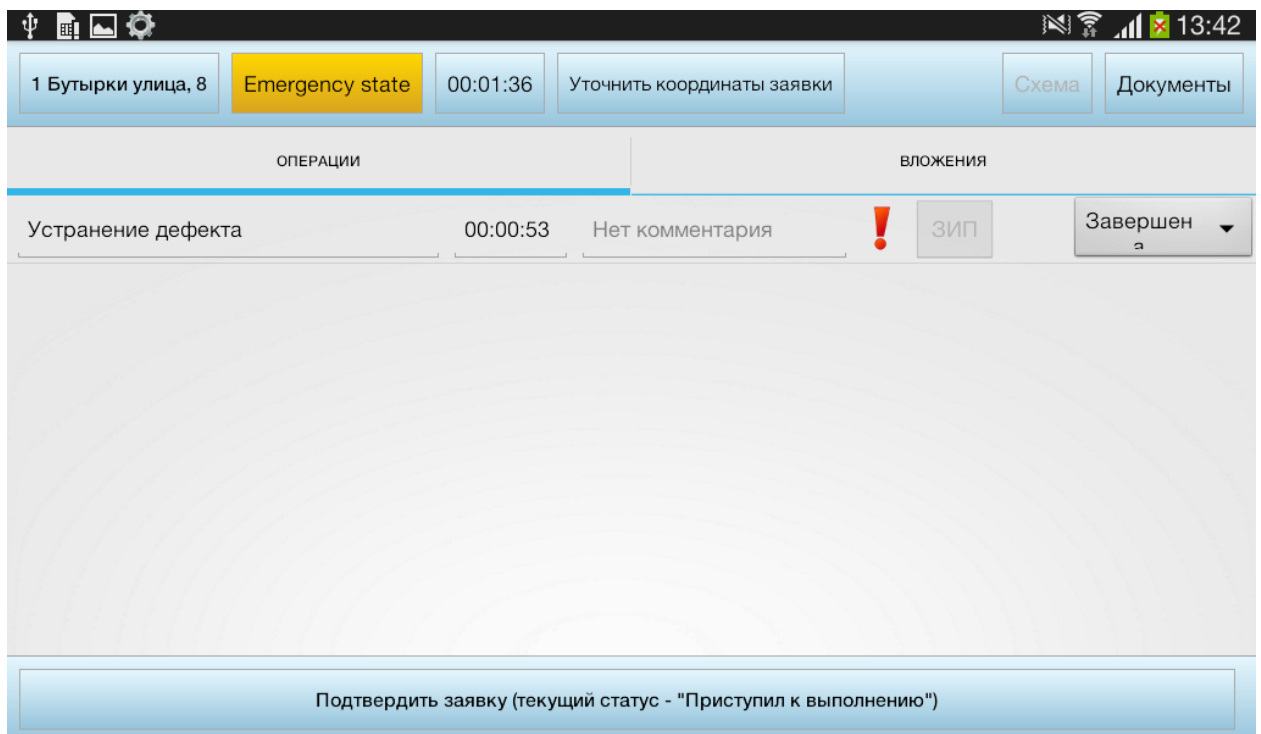 13:42
1 Бутырки улица, 8 Emergency state 00:01:36 Уточнить координаты заявки Схема Документы
ОПЕРАЦИИ ВЛОЖЕНИЯ
Устранение дефекта 00:00:53 Нет комментария ЗИП Завершен
а
Подтвердить заявку (текущий статус - "Приступил к выполнению")